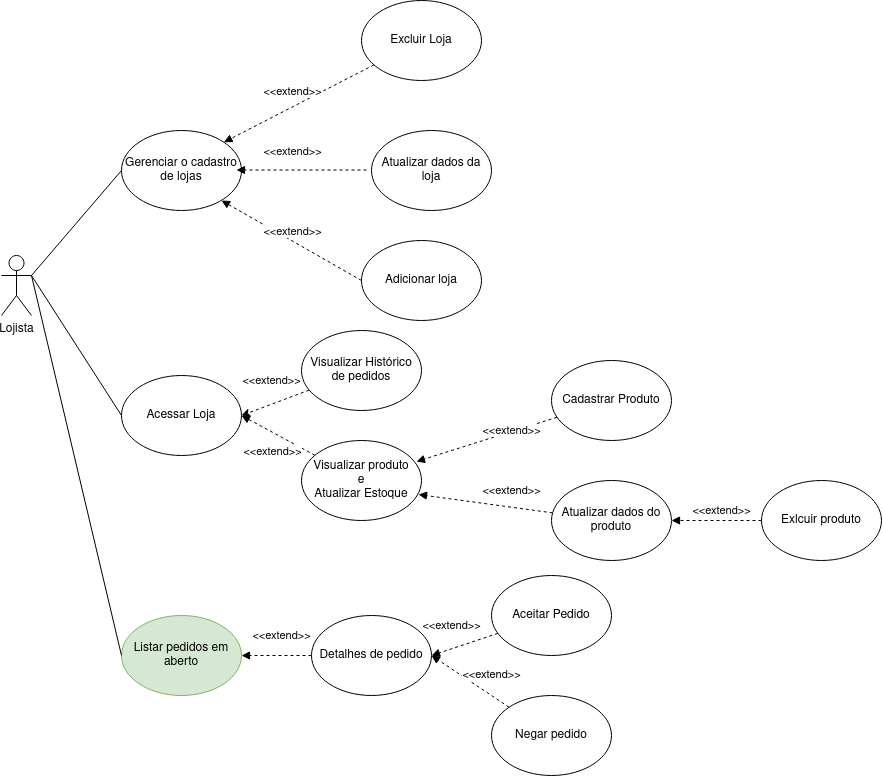 Excluir Loja
<<extend>>
Gerenciar o cadastro
de lojas
<<extend>>
Atualizar dados da
loja
<<extend>>
Adicionar loja
Lojista
Visualizar Histórico
de pedidos
<<extend>>
Acessar Loja
<<extend>>
Visualizar produto
e
Atualizar Estoque
Cadastrar Produto
<<extend>>
<<extend>>
Atualizar dados do
produto
<<extend>>
Exlcuir produto
Listar pedidos em
aberto
<<extend>>
Detalhes de pedido
<<extend>>
Aceitar Pedido
<<extend>>
Negar pedido